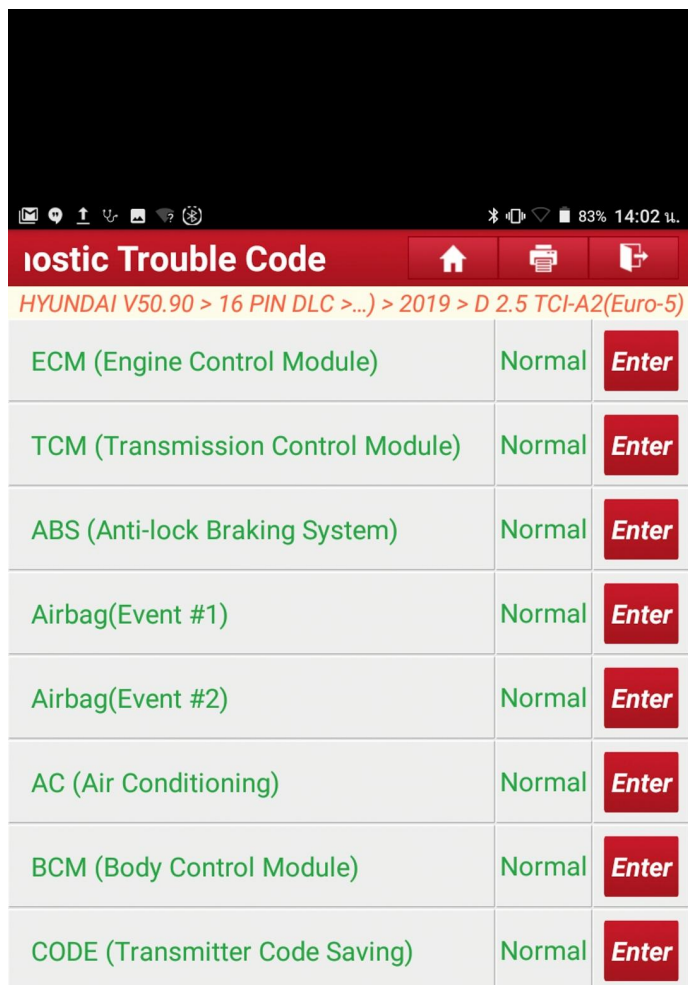 83% 14:02 น.
nostic Trouble Code
HYUNDAI V50.90 > 16 PIN DLC >...) > 2019 > D 2.5 TCI-A2(Euro-5)
ECM (Engine Control Module) Normal Enter
TCM (Transmission Control Module) Normal Enter
ABS (Anti-lock Braking System) Normal Enter
Airbag(Event #1) Normal Enter
Airbag(Event #2) Normal Enter
AC (Air Conditioning) Normal Enter
BCM (Body Control Module) Normal Enter
CODE (Transmitter Code Saving) Normal Enter